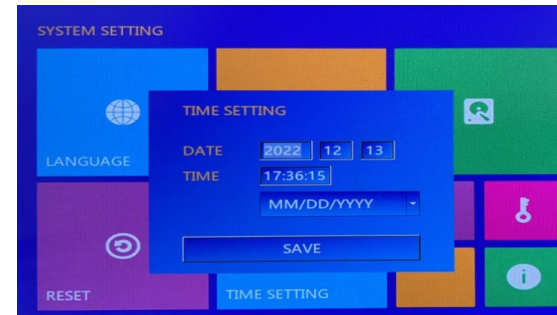 SYSTEM SETTING
TIME SETTING
DATE 2022 12 13
TIME 17:36:15
MM/DD/YYYY
SAVE
LANGUAGE
RESET
TIME SETTING